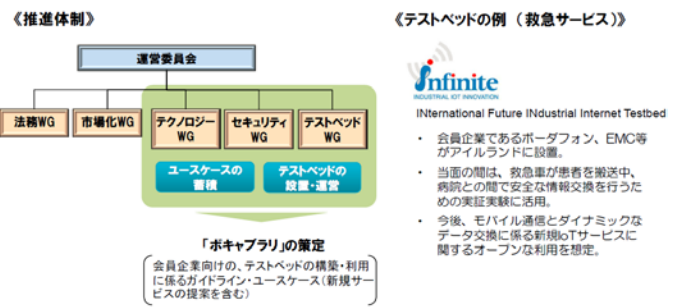 《推進体制》
運営委員会
法務WG
市場化WG
テクノロジー
WG
セキュリティ
WG
テストベッド
WG
ユースケースの
蓄積
テストベッドの
設置・運営
「ボキャブラリ」の策定
会員企業向けの、テストベッドの構築・利用
に係るガイドライン・ユースケース(新規サー
ビスの提案を含む)
《テストベッドの例 (救急サービス)》
Infinite
INDUSTRIAL IOT INNOVATION
INternational Future INdustrial Internet Testbed
・ 会員企業であるボーダフォン、EMC等
がアイルランドに設置。
・ 当面の間は、救急車が患者を搬送中、
病院との間で安全な情報交換を行うた
めの実証実験に活用。
・ 今後、モバイル通信とダイナミックな
データ交換に係る新規IoTサービスに
関するオープンな利用を想定。